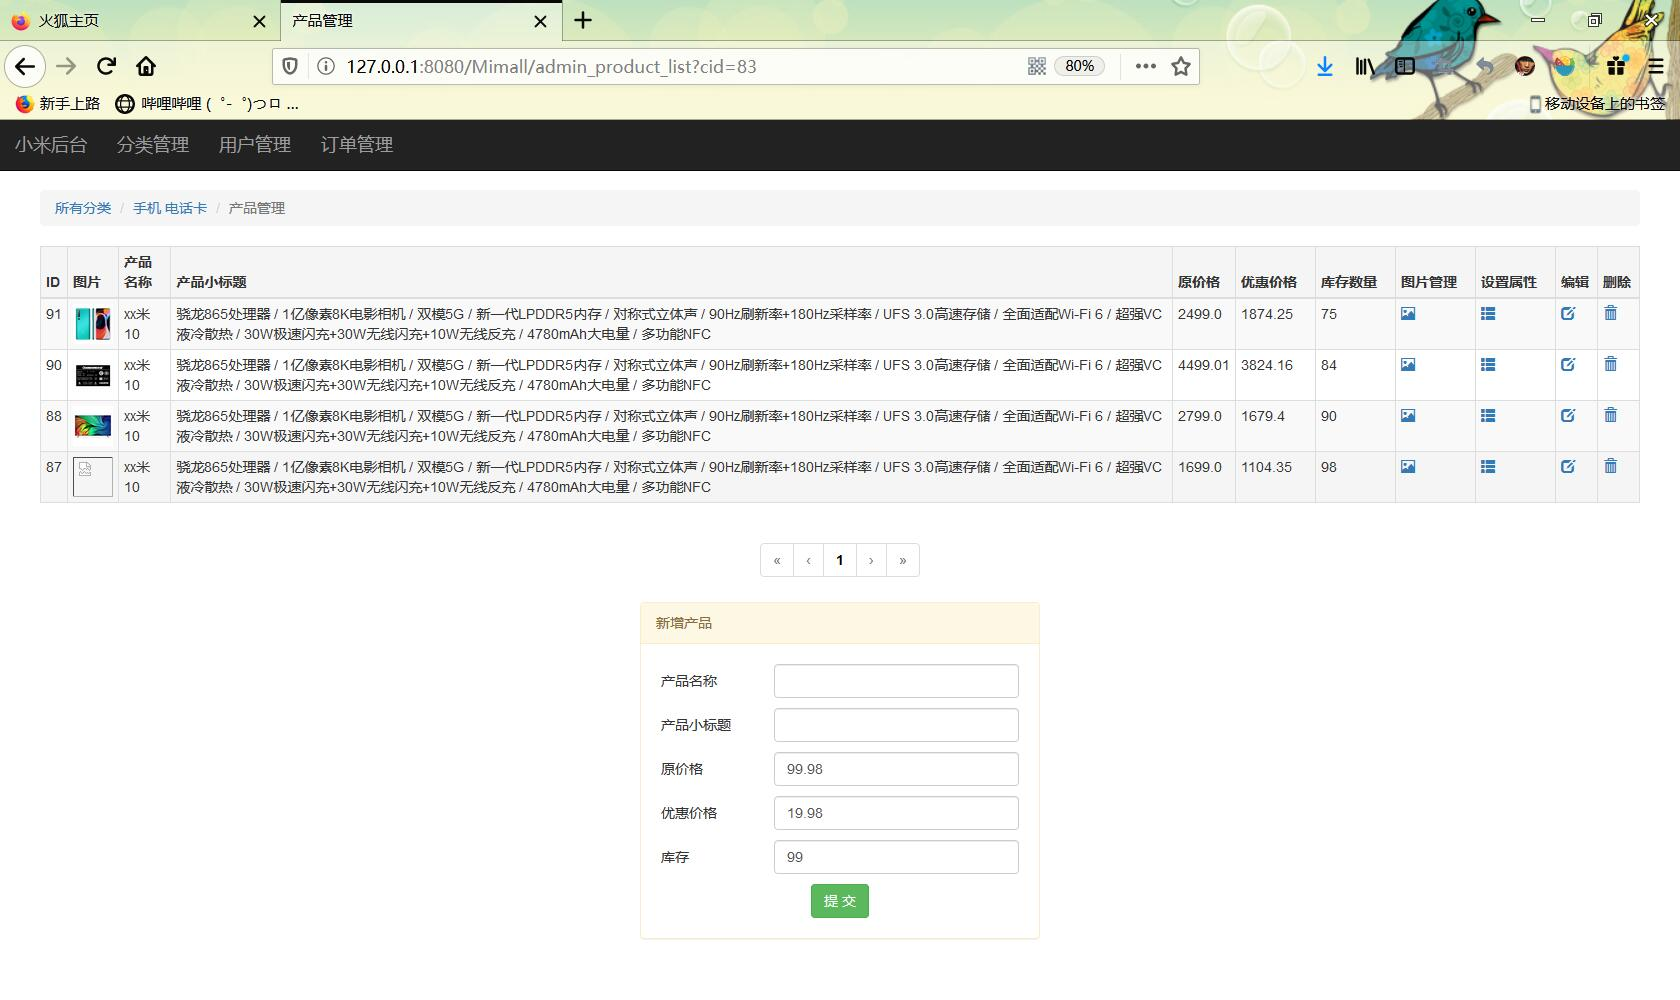 火狐主页
产品管理
127.0.0.1:8080/Mimall/admin_product_list?cid=83
80%
新手上路
哔哩哔哩 ( ゜- ゜)つロ ...
移动设备上的书签
小米后台 分类管理 用户管理 订单管理
所有分类 / 手机 电话卡 / 产品管理
ID 图片 产品名称 产品小标题 原价格 优惠价格 库存数量 图片管理 设置属性 编辑 删除
91 xx米10 骁龙865处理器 / 1亿像素8K电影相机 / 双模5G / 新一代LPDDR5内存 / 对称式立体声 / 90Hz刷新率+180Hz采样率 / UFS 3.0高速存储 / 全面适配Wi-Fi 6 / 超强VC 2499.0 1874.25 75
液冷散热 / 30W极速闪充+30W无线闪充+10W无线反充 / 4780mAh大电量 / 多功能NFC
90 xx米10 骁龙865处理器 / 1亿像素8K电影相机 / 双模5G / 新一代LPDDR5内存 / 对称式立体声 / 90Hz刷新率+180Hz采样率 / UFS 3.0高速存储 / 全面适配Wi-Fi 6 / 超强VC 4499.01 3824.16 84
液冷散热 / 30W极速闪充+30W无线闪充+10W无线反充 / 4780mAh大电量 / 多功能NFC
88 xx米10 骁龙865处理器 / 1亿像素8K电影相机 / 双模5G / 新一代LPDDR5内存 / 对称式立体声 / 90Hz刷新率+180Hz采样率 / UFS 3.0高速存储 / 全面适配Wi-Fi 6 / 超强VC 2799.0 1679.4 90
液冷散热 / 30W极速闪充+30W无线闪充+10W无线反充 / 4780mAh大电量 / 多功能NFC
87 xx米10 骁龙865处理器 / 1亿像素8K电影相机 / 双模5G / 新一代LPDDR5内存 / 对称式立体声 / 90Hz刷新率+180Hz采样率 / UFS 3.0高速存储 / 全面适配Wi-Fi 6 / 超强VC 1699.0 1104.35 98
液冷散热 / 30W极速闪充+30W无线闪充+10W无线反充 / 4780mAh大电量 / 多功能NFC
« ‹ 1 › »
新增产品
产品名称
产品小标题
原价格 99.98
优惠价格 19.98
库存 99
提 交